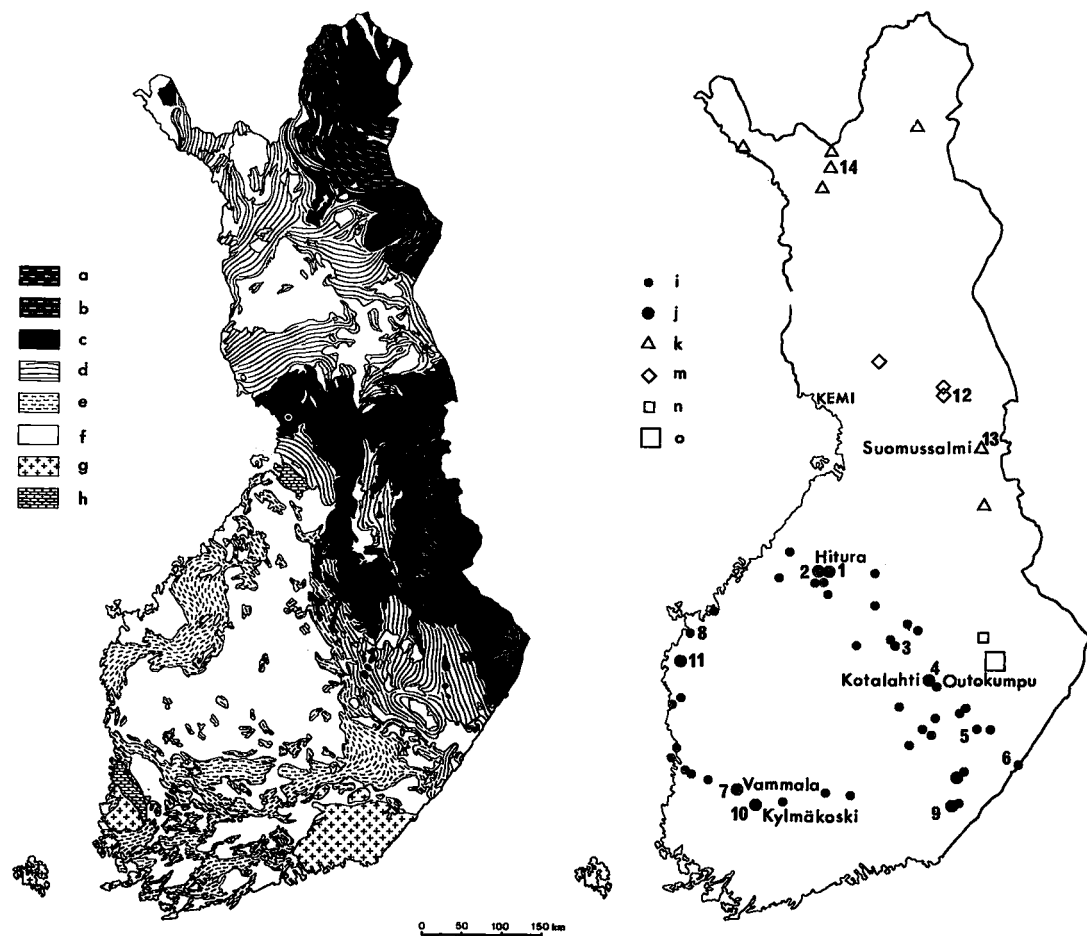 a
b
c
d
e
f
g
h
0 50 100 150 km
i
j
k
m
n
o
14
KEMI
12
13
Suomussalmi
Hitura
2 1
8
3
11
4
Kotalahti Outokumpu
5
6
7 Vammala
10 Kylmäkoski
9